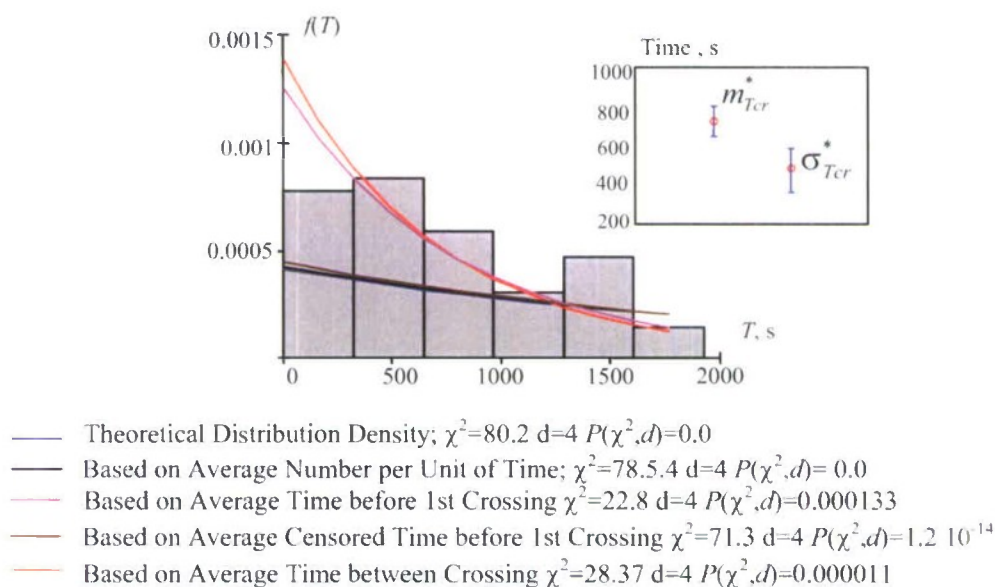 f(T)
0.0015
0.001
0.0005
0
500
1000
1500
2000
T, s
Time , s
1000
800
600
400
200
m*Tcr
σ*Tcr
Theoretical Distribution Density; χ²=80.2 d=4 P(χ²,d)=0.0
Based on Average Number per Unit of Time; χ²=78.5.4 d=4 P(χ²,d)= 0.0
Based on Average Time before 1st Crossing χ²=22.8 d=4 P(χ²,d)=0.000133
Based on Average Censored Time before 1st Crossing χ²=71.3 d=4 P(χ²,d)=1.2 10⁻¹⁴
Based on Average Time between Crossing χ²=28.37 d=4 P(χ²,d)=0.000011